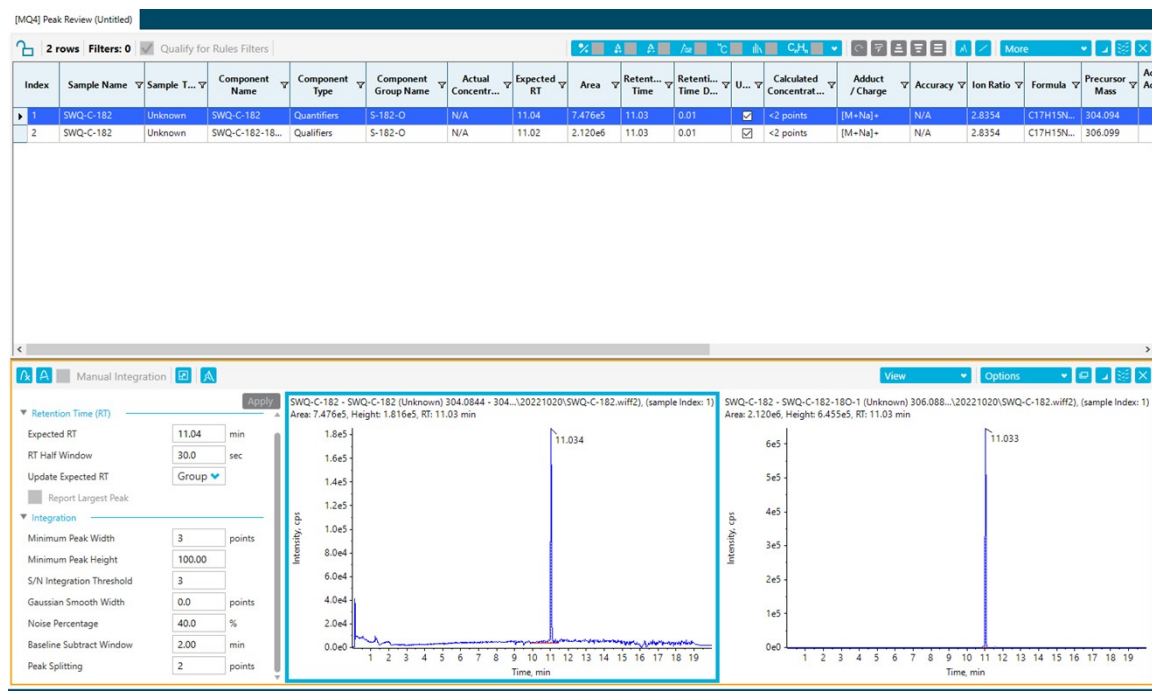 [MQ4] Peak Review (Untitled)
2 rows Filters: 0 Qualify for Rules Filters More
Index Sample Name Sample T... Component Name Component Type Component Group Name Actual Concentr... Expected RT Area Retent... Time Retenti... Time D... U... Calculated Concentrat... Adduct / Charge Accuracy Ion Ratio Formula Precursor Mass
1 SWQ-C-182 Unknown SWQ-C-182 Quantifiers S-182-O N/A 11.04 7.476e5 11.03 0.01 <2 points [M+Na]+ N/A 2.8354 C17H15N... 304.094
2 SWQ-C-182 Unknown SWQ-C-182-18... Qualifiers S-182-O N/A 11.02 2.120e6 11.03 0.01 <2 points [M+Na]+ N/A 2.8354 C17H15N... 306.099
Manual Integration View Options
Apply
Retention Time (RT)
Expected RT 11.04 min
RT Half Window 30.0 sec
Update Expected RT Group
Report Largest Peak
Integration
Minimum Peak Width 3 points
Minimum Peak Height 100.00
S/N Integration Threshold 3
Gaussian Smooth Width 0.0 points
Noise Percentage 40.0 %
Baseline Subtract Window 2.00 min
Peak Splitting 2 points
SWQ-C-182 - SWQ-C-182 (Unknown) 304.0844 - 304...\20221020\SWQ-C-182.wiff2), (sample Index: 1)
Area: 7.476e5, Height: 1.816e5, RT: 11.03 min
11.034
1.8e5
1.6e5
1.4e5
1.2e5
1.0e5
8.0e4
6.0e4
4.0e4
2.0e4
0.0e0
Intensity, cps
1 2 3 4 5 6 7 8 9 10 11 12 13 14 15 16 17 18 19
Time, min
SWQ-C-182 - SWQ-C-182-18O-1 (Unknown) 306.088...\20221020\SWQ-C-182.wiff2), (sample Index: 1)
Area: 2.120e6, Height: 6.455e5, RT: 11.03 min
11.033
6e5
5e5
4e5
3e5
2e5
1e5
0e0
Intensity, cps
1 2 3 4 5 6 7 8 9 10 11 12 13 14 15 16 17 18 19
Time, min